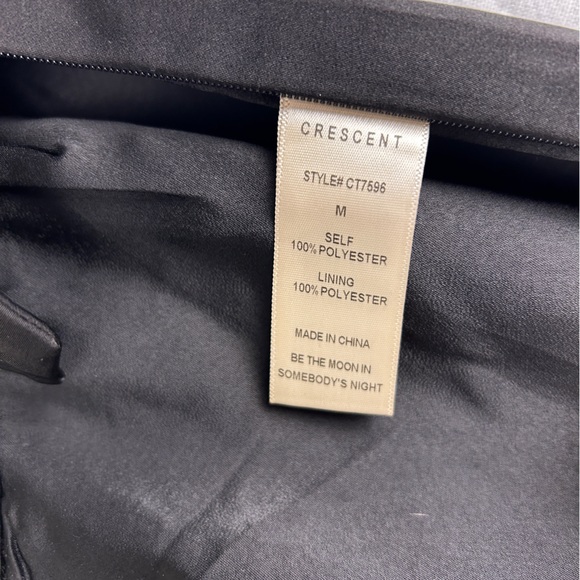 CRESCENT
STYLE# CT7596
M
SELF
100% POLYESTER
LINING
100% POLYESTER
MADE IN CHINA
BE THE MOON IN
SOMEBODY'S NIGHT